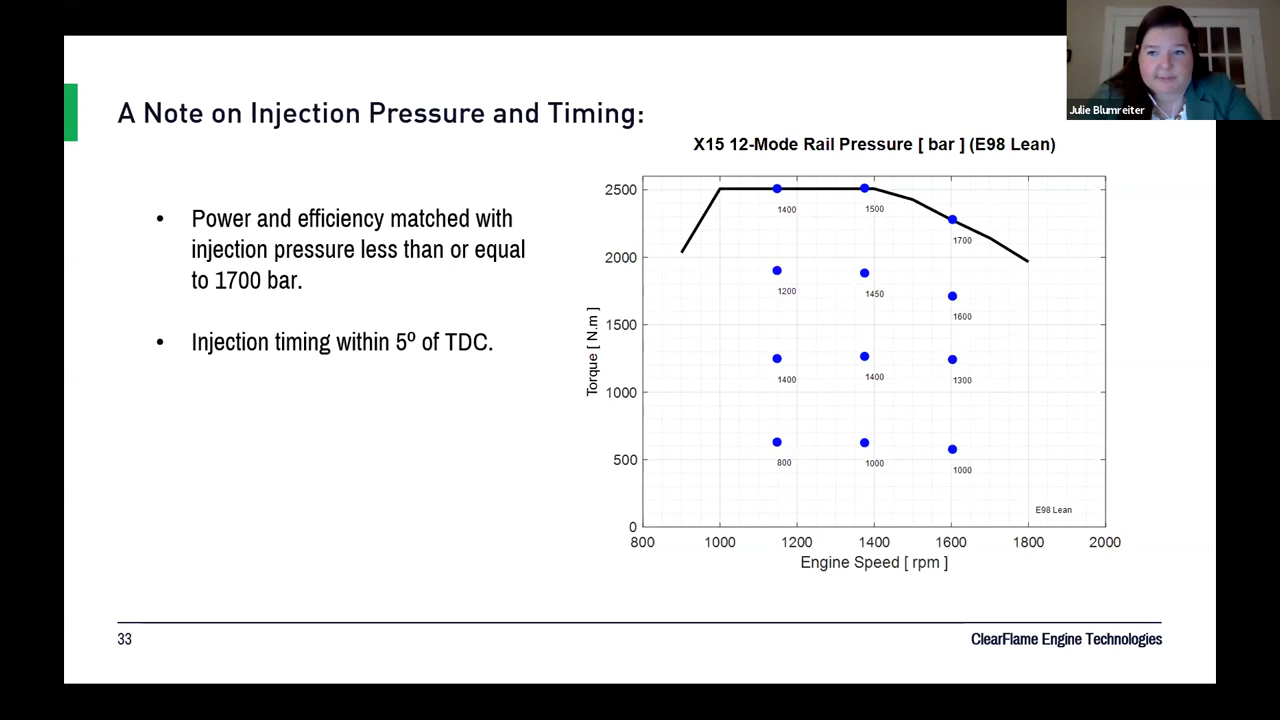 A Note on Injection Pressure and Timing:
Julie Blumreiter
• Power and efficiency matched with
injection pressure less than or equal
to 1700 bar.
• Injection timing within 5º of TDC.
X15 12-Mode Rail Pressure [ bar ] (E98 Lean)
Torque [ N.m ]
2500
2000
1500
1000
500
0
1400
1500
1700
1200
1450
1600
1400
1400
1300
800
1000
1000
E98 Lean
800 1000 1200 1400 1600 1800 2000
Engine Speed [ rpm ]
33
ClearFlame Engine Technologies